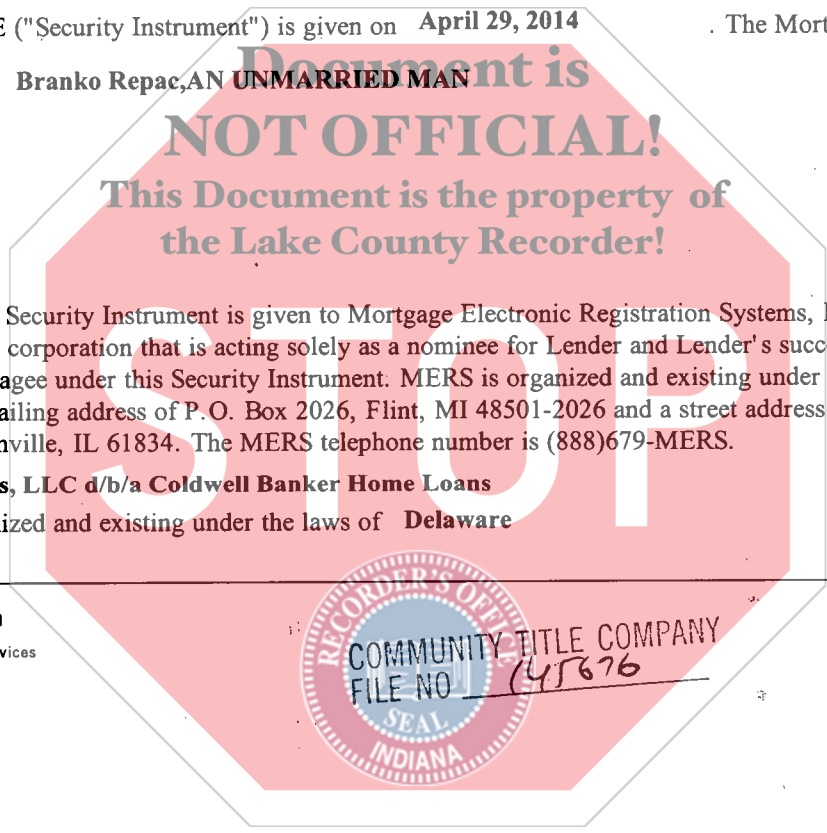 E ("Security Instrument") is given on April 29, 2014 . The Mort
Document is
Branko Repac,AN UNMARRIED MAN
NOT OFFICIAL!
This Document is the property of
the Lake County Recorder!
Security Instrument is given to Mortgage Electronic Registration Systems, I
corporation that is acting solely as a nominee for Lender and Lender's succ
agee under this Security Instrument. MERS is organized and existing under
ailing address of P.O. Box 2026, Flint, MI 48501-2026 and a street address
nville, IL 61834. The MERS telephone number is (888)679-MERS.
STOP
s, LLC d/b/a Coldwell Banker Home Loans
ized and existing under the laws of Delaware
RECORDER'S OFFICE
vices
COMMUNITY TITLE COMPANY
FILE NO 145676
SEAL
INDIANA